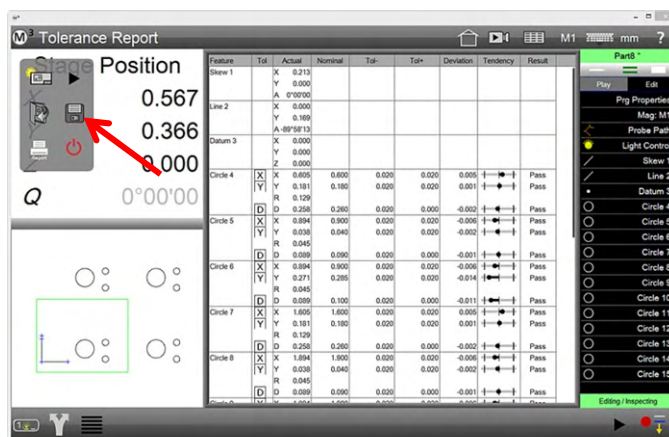 M³ Tolerance Report M1 mm ?
Stage Position
0.567
0.366
0.000
Q 0°00'00
Report
Feature Tol Actual Nominal Tol- Tol+ Deviation Tendency Result
Skew 1 X 0.213
Y 0.000
A 0°00'00
Line 2 X 0.000
Y 0.169
A -89°58'13
Datum 3 X 0.000
Y 0.000
Z 0.000
Circle 4 X X 0.605 0.600 0.020 0.020 0.005 Pass
Y Y 0.181 0.180 0.020 0.020 0.001 Pass
R 0.129
D D 0.258 0.260 0.020 0.000 -0.002 Pass
Circle 5 X X 0.894 0.900 0.020 0.020 -0.006 Pass
Y Y 0.038 0.040 0.020 0.020 -0.002 Pass
R 0.045
D D 0.089 0.090 0.020 0.000 -0.001 Pass
Circle 6 X X 0.894 0.900 0.020 0.020 -0.006 Pass
Y Y 0.271 0.285 0.020 0.020 -0.014 Pass
R 0.045
D D 0.089 0.100 0.020 0.000 -0.011 Pass
Circle 7 X X 1.605 1.600 0.020 0.020 0.005 Pass
Y Y 0.181 0.180 0.020 0.020 0.001 Pass
R 0.129
D D 0.258 0.260 0.020 0.000 -0.002 Pass
Circle 8 X X 1.894 1.900 0.020 0.020 -0.006 Pass
Y Y 0.038 0.040 0.020 0.020 -0.002 Pass
R 0.045
D D 0.089 0.090 0.020 0.000 -0.001 Pass
Part8 *
Play Edit
Prg Properties
Mag: M1
Probe Path
Light Control
Skew 1
Line 2
Datum 3
Circle 4
Circle 5
Circle 6
Circle 7
Circle 8
Circle 9
Circle 10
Circle 11
Circle 12
Circle 13
Circle 14
Circle 15
Editing / Inspecting